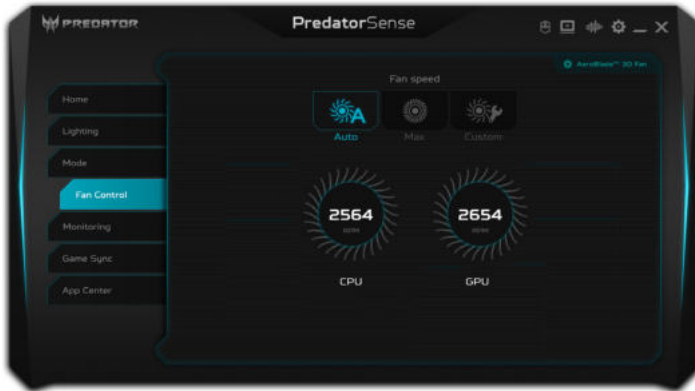 PREDATOR
PredatorSense
AeroBlade™ 3D Fan
Fan speed
Home
Lighting
Mode
Fan Control
Monitoring
Game Sync
App Center
Auto
Max
Custom
2564
2654
CPU
GPU